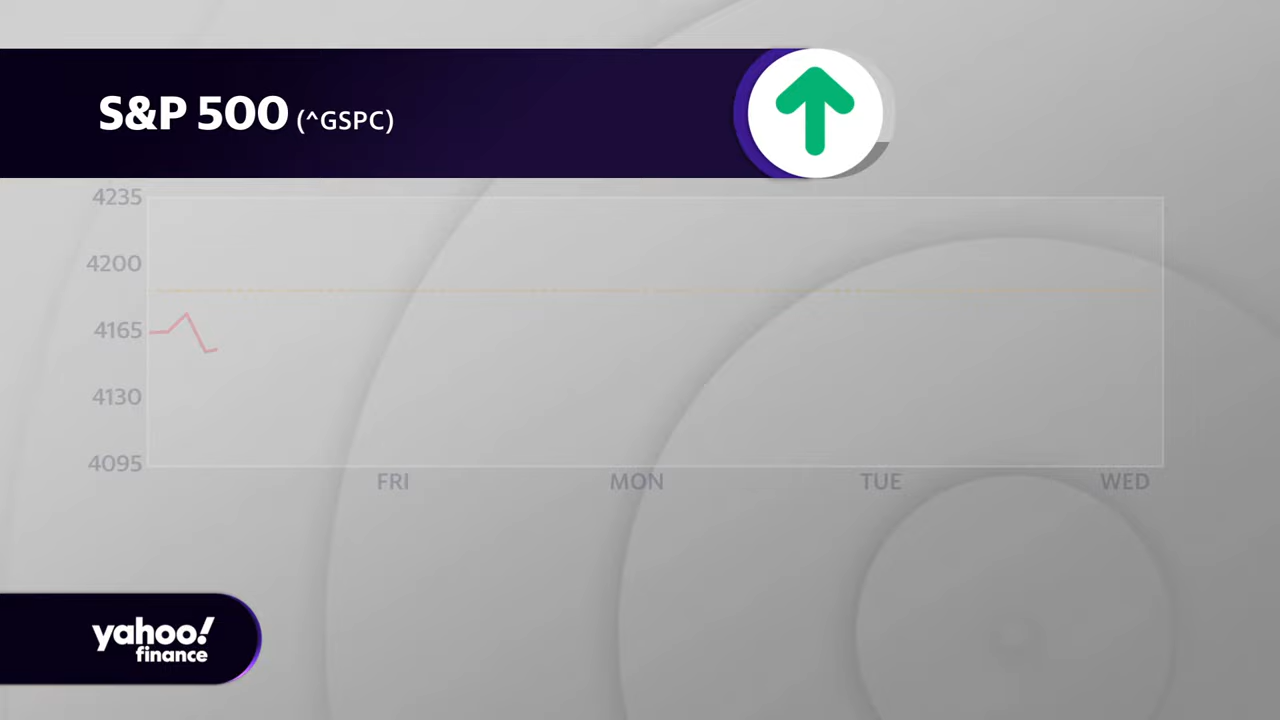 S&P 500 (^GSPC)
4235
4200
4165
4130
4095
FRI MON TUE WED
yahoo!
finance